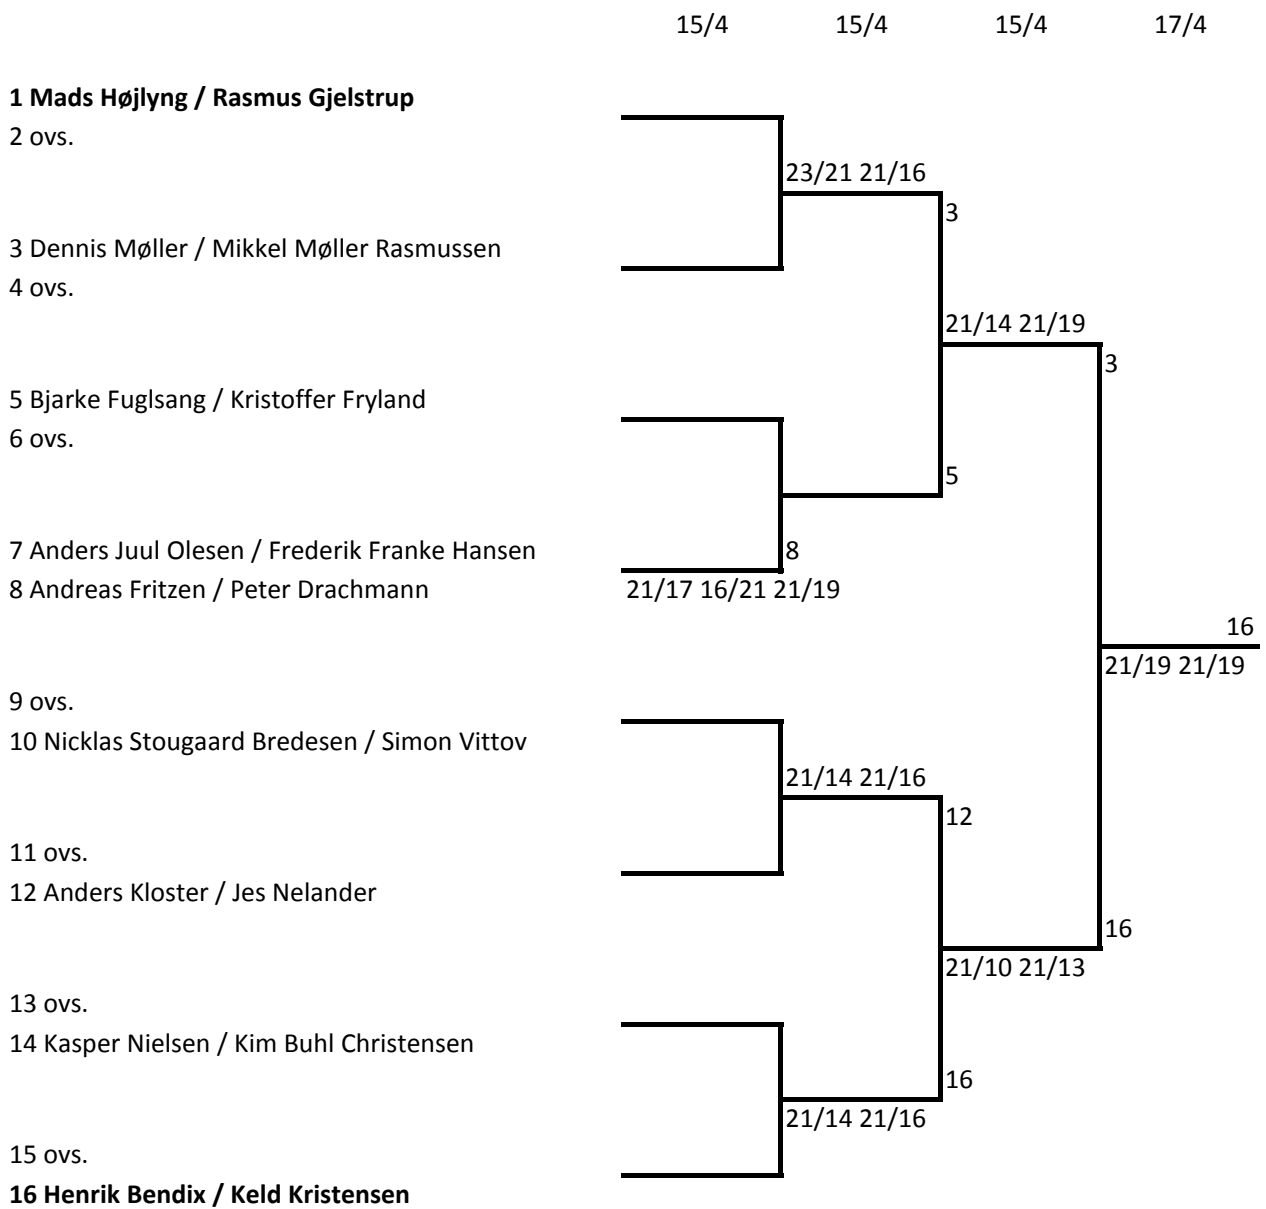 15/4 15/4 15/4 17/4
1 Mads Højlyng / Rasmus Gjelstrup
2 ovs.
23/21 21/16
3
3 Dennis Møller / Mikkel Møller Rasmussen
4 ovs.
21/14 21/19
3
5 Bjarke Fuglsang / Kristoffer Fryland
6 ovs.
5
7 Anders Juul Olesen / Frederik Franke Hansen 8
8 Andreas Fritzen / Peter Drachmann 21/17 16/21 21/19
16
21/19 21/19
9 ovs.
10 Nicklas Stougaard Bredesen / Simon Vittov
21/14 21/16
12
11 ovs.
12 Anders Kloster / Jes Nelander
16
21/10 21/13
13 ovs.
14 Kasper Nielsen / Kim Buhl Christensen
16
21/14 21/16
15 ovs.
16 Henrik Bendix / Keld Kristensen